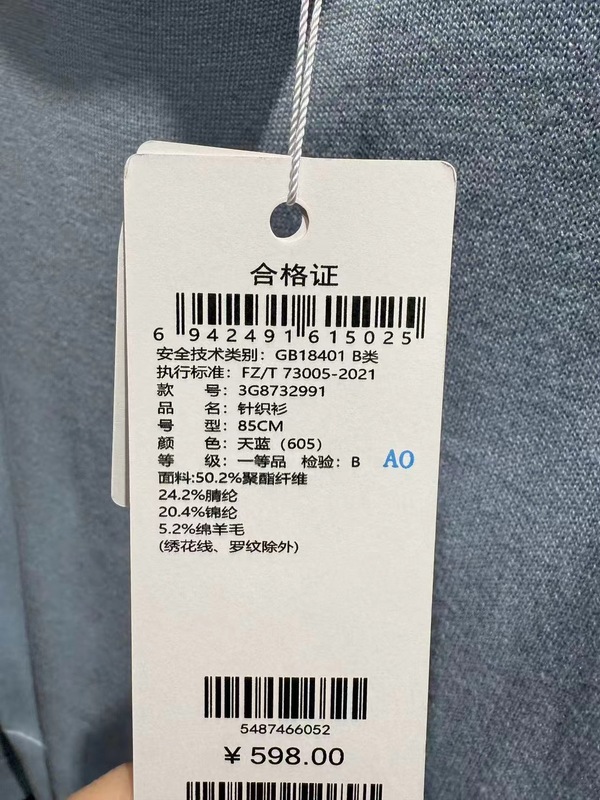 合格证
6 942491 615025
安全技术类别：GB18401 B类
执行标准：FZ/T 73005-2021
款 号：3G8732991
品 名：针织衫
号 型：85CM
颜 色：天蓝（605）
等 级：一等品 检验：B AO
面料:50.2%聚酯纤维
24.2%腈纶
20.4%锦纶
5.2%绵羊毛
(绣花线、罗纹除外)
5487466052
¥ 598.00